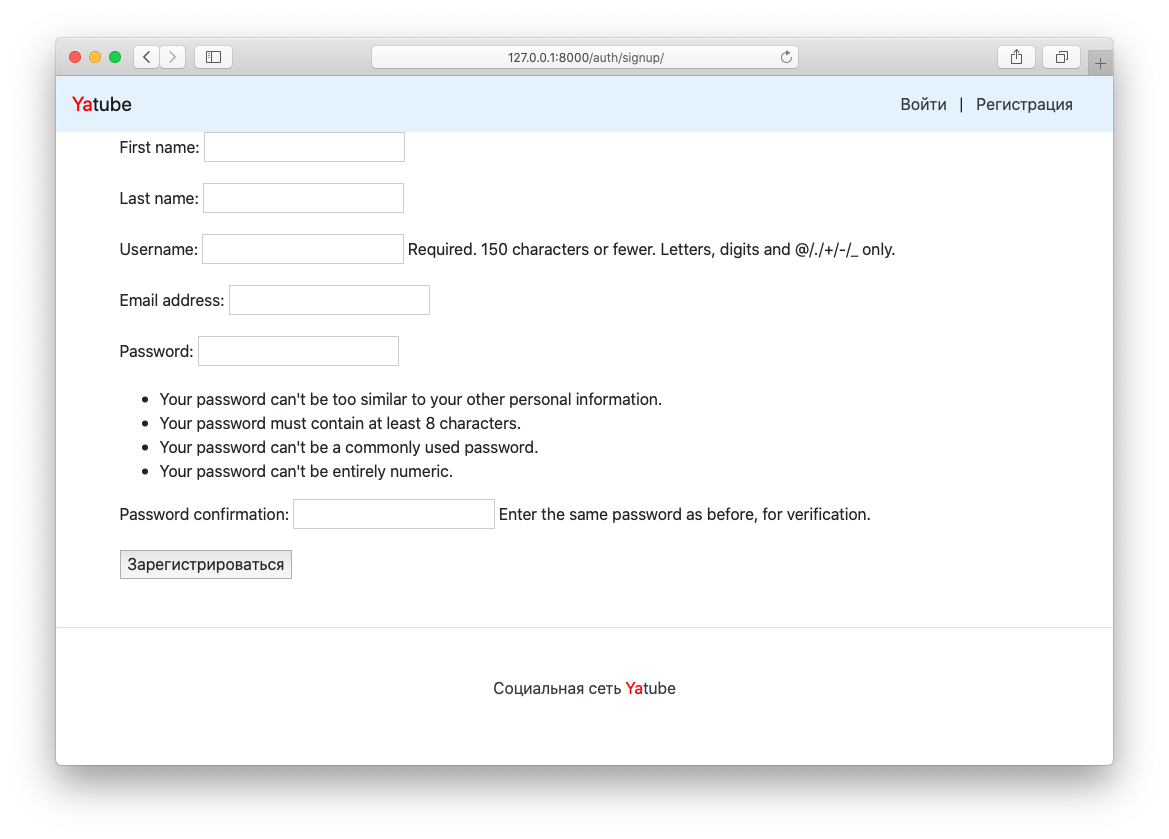 127.0.0.1:8000/auth/signup/
Yatube
Войти | Регистрация
First name:
Last name:
Username: Required. 150 characters or fewer. Letters, digits and @/./+/-/_ only.
Email address:
Password:
• Your password can't be too similar to your other personal information.
• Your password must contain at least 8 characters.
• Your password can't be a commonly used password.
• Your password can't be entirely numeric.
Password confirmation: Enter the same password as before, for verification.
Зарегистрироваться
Социальная сеть Yatube